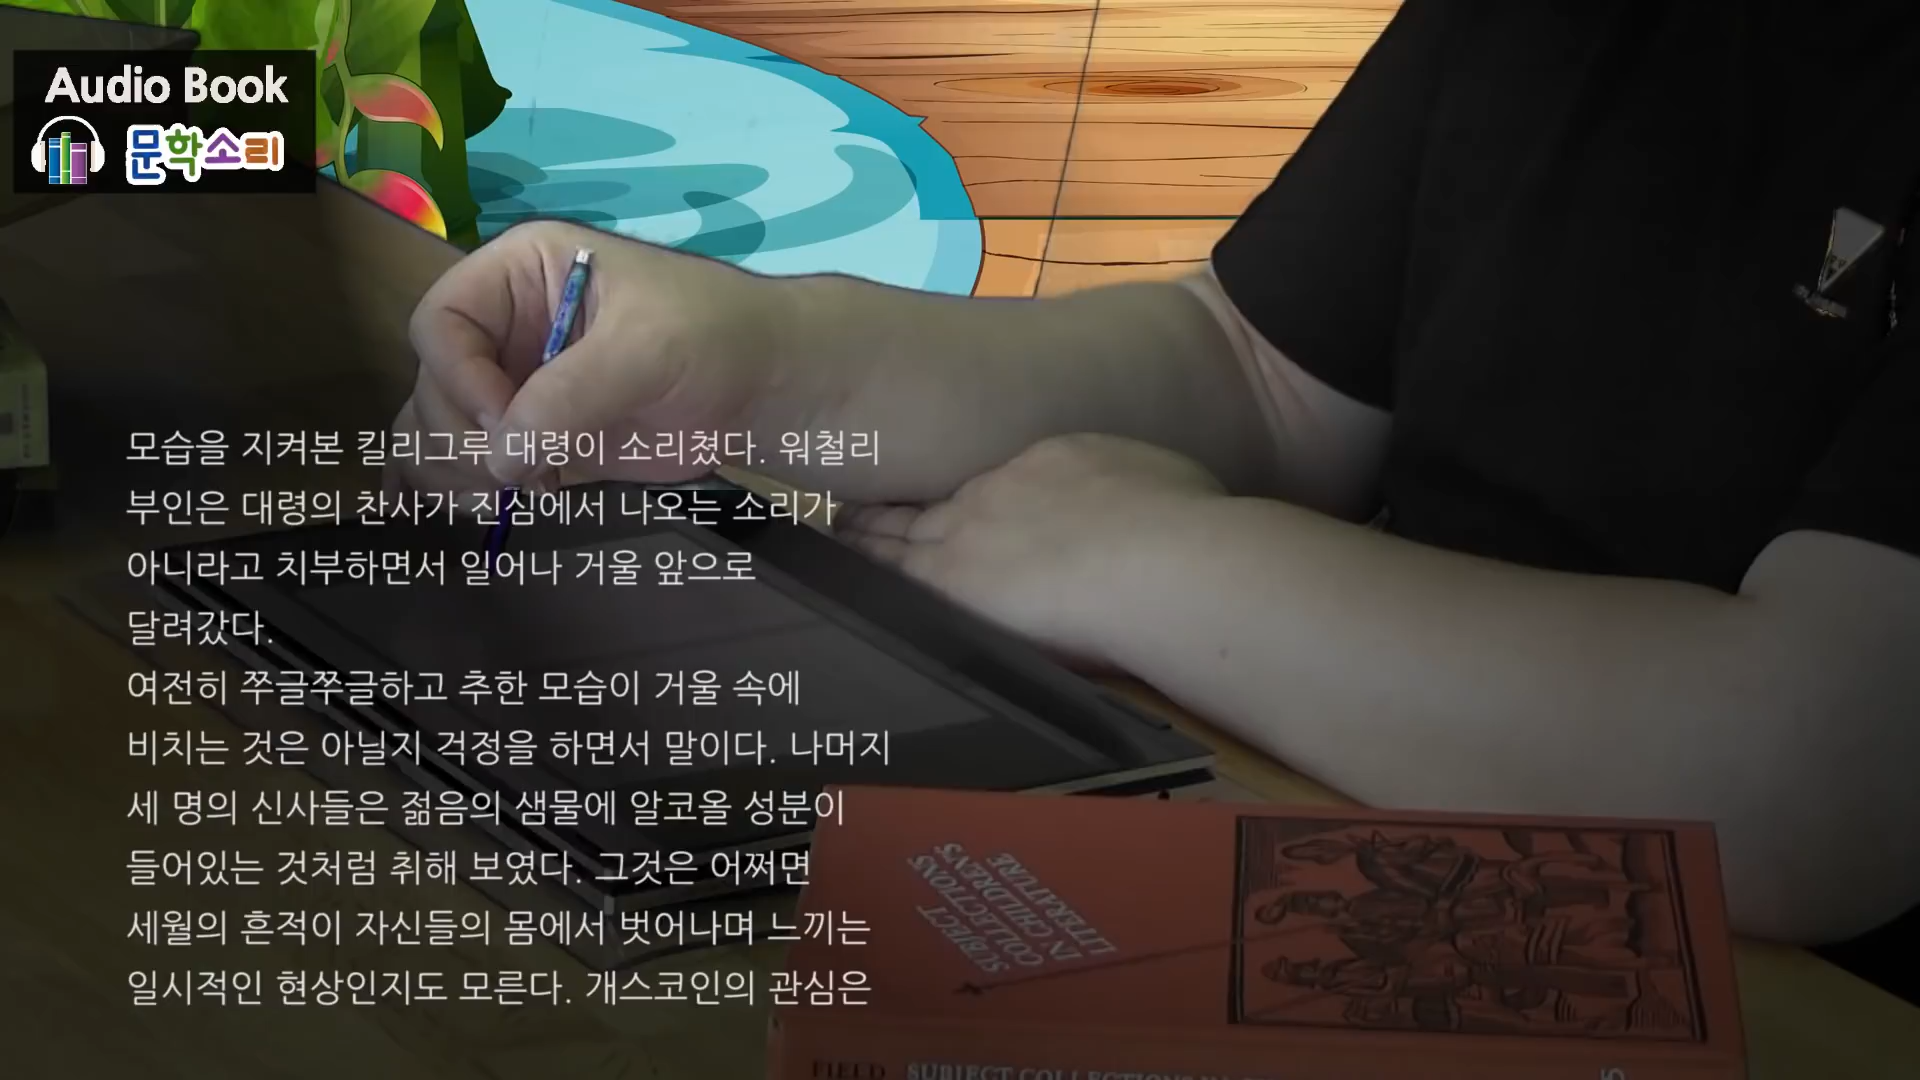 Audio Book
문학소리
모습을 지켜본 킬리그루 대령이 소리쳤다. 워철리
부인은 대령의 찬사가 진심에서 나오는 소리가
아니라고 치부하면서 일어나 거울 앞으로
달려갔다.
여전히 쭈글쭈글하고 추한 모습이 거울 속에
비치는 것은 아닐지 걱정을 하면서 말이다. 나머지
세 명의 신사들은 젊음의 샘물에 알코올 성분이
들어있는 것처럼 취해 보였다. 그것은 어쩌면
세월의 흔적이 자신들의 몸에서 벗어나며 느끼는
일시적인 현상인지도 모른다. 개스코인의 관심은
SUBJECT
COLLECTIONS
IN CHILDREN'S
LITERATURE
FIELD SUBJECT COLLECTIONS IN